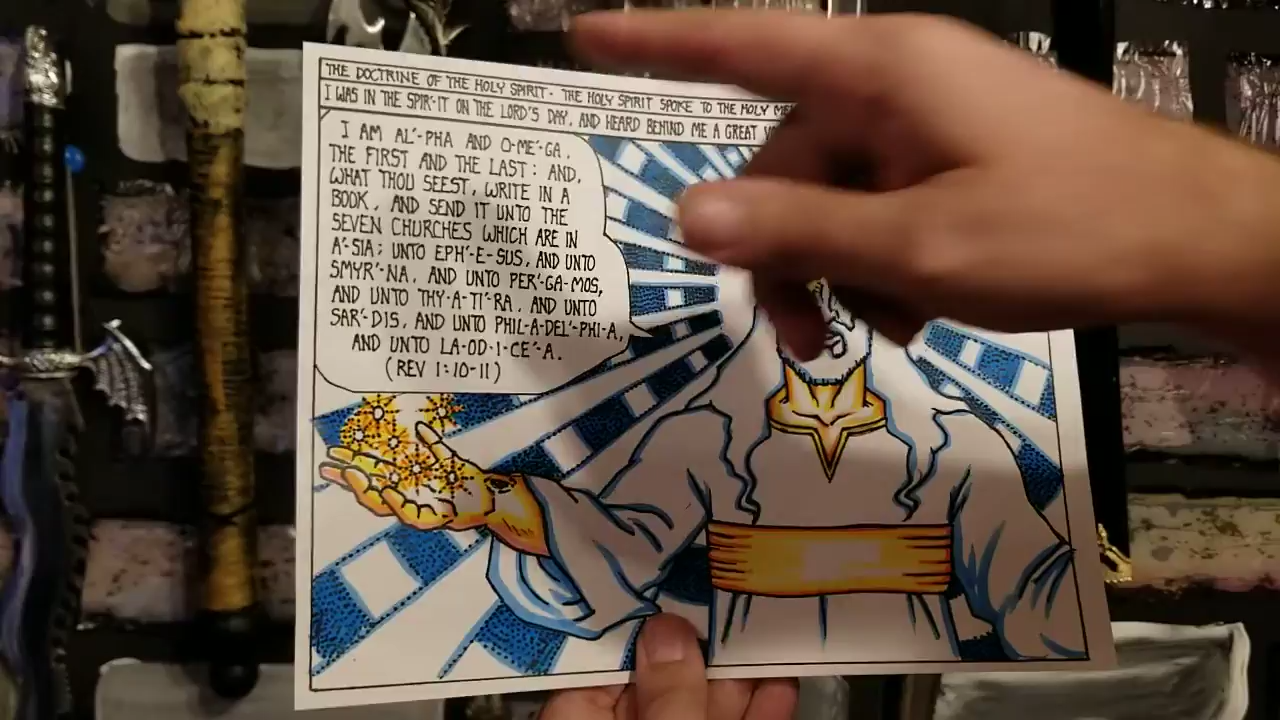 THE DOCTRINE OF THE HOLY SPIRIT - THE HOLY SPIRIT SPOKE TO THE HOLY
I WAS IN THE SPIR'-IT ON THE LORD'S DAY, AND HEARD BEHIND ME A GREAT
I AM AL'-PHA AND O-ME'-GA,
THE FIRST AND THE LAST: AND,
WHAT THOU SEEST, WRITE IN A
BOOK, AND SEND IT UNTO THE
SEVEN CHURCHES WHICH ARE IN
A'-SIA; UNTO EPH'-E-SUS, AND UNTO
SMYR'-NA, AND UNTO PER'-GA-MOS,
AND UNTO THY-A-TI'-RA, AND UNTO
SAR'-DIS, AND UNTO PHIL-A-DEL'-PHI-A,
AND UNTO LA-OD-I-CE'-A.
(REV 1:10-11)